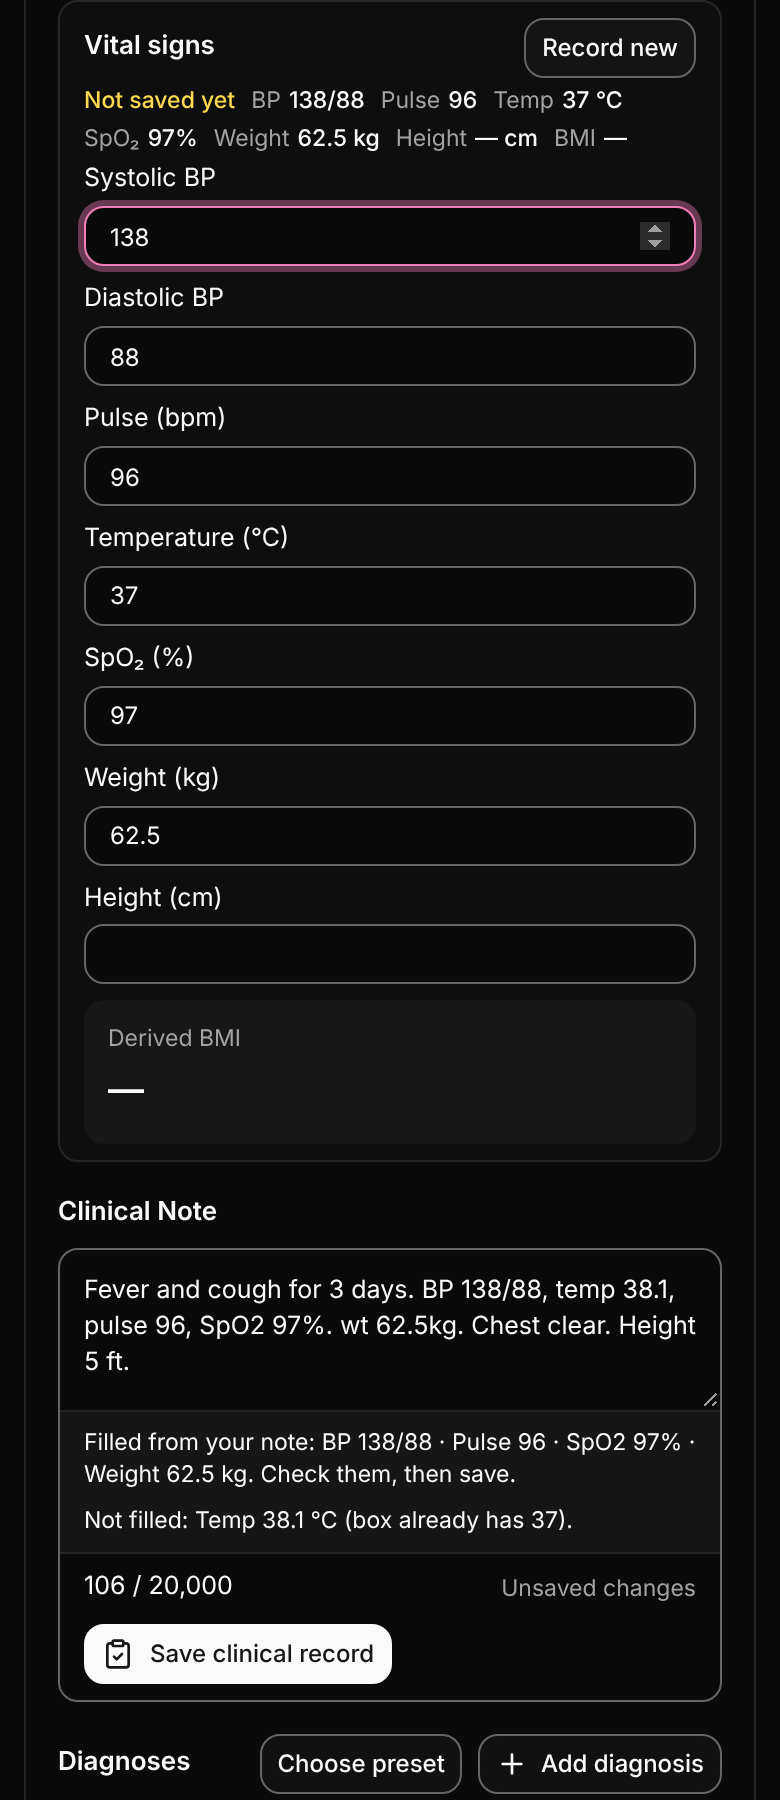 Vital signs
Record new
Not saved yet BP 138/88 Pulse 96 Temp 37 °C
SpO₂ 97% Weight 62.5 kg Height — cm BMI —
Systolic BP
138
Diastolic BP
88
Pulse (bpm)
96
Temperature (°C)
37
SpO₂ (%)
97
Weight (kg)
62.5
Height (cm)
Derived BMI
—
Clinical Note
Fever and cough for 3 days. BP 138/88, temp 38.1,
pulse 96, SpO2 97%. wt 62.5kg. Chest clear. Height
5 ft.
Filled from your note: BP 138/88 · Pulse 96 · SpO2 97% ·
Weight 62.5 kg. Check them, then save.
Not filled: Temp 38.1 °C (box already has 37).
106 / 20,000
Unsaved changes
Save clinical record
Diagnoses
Choose preset
Add diagnosis